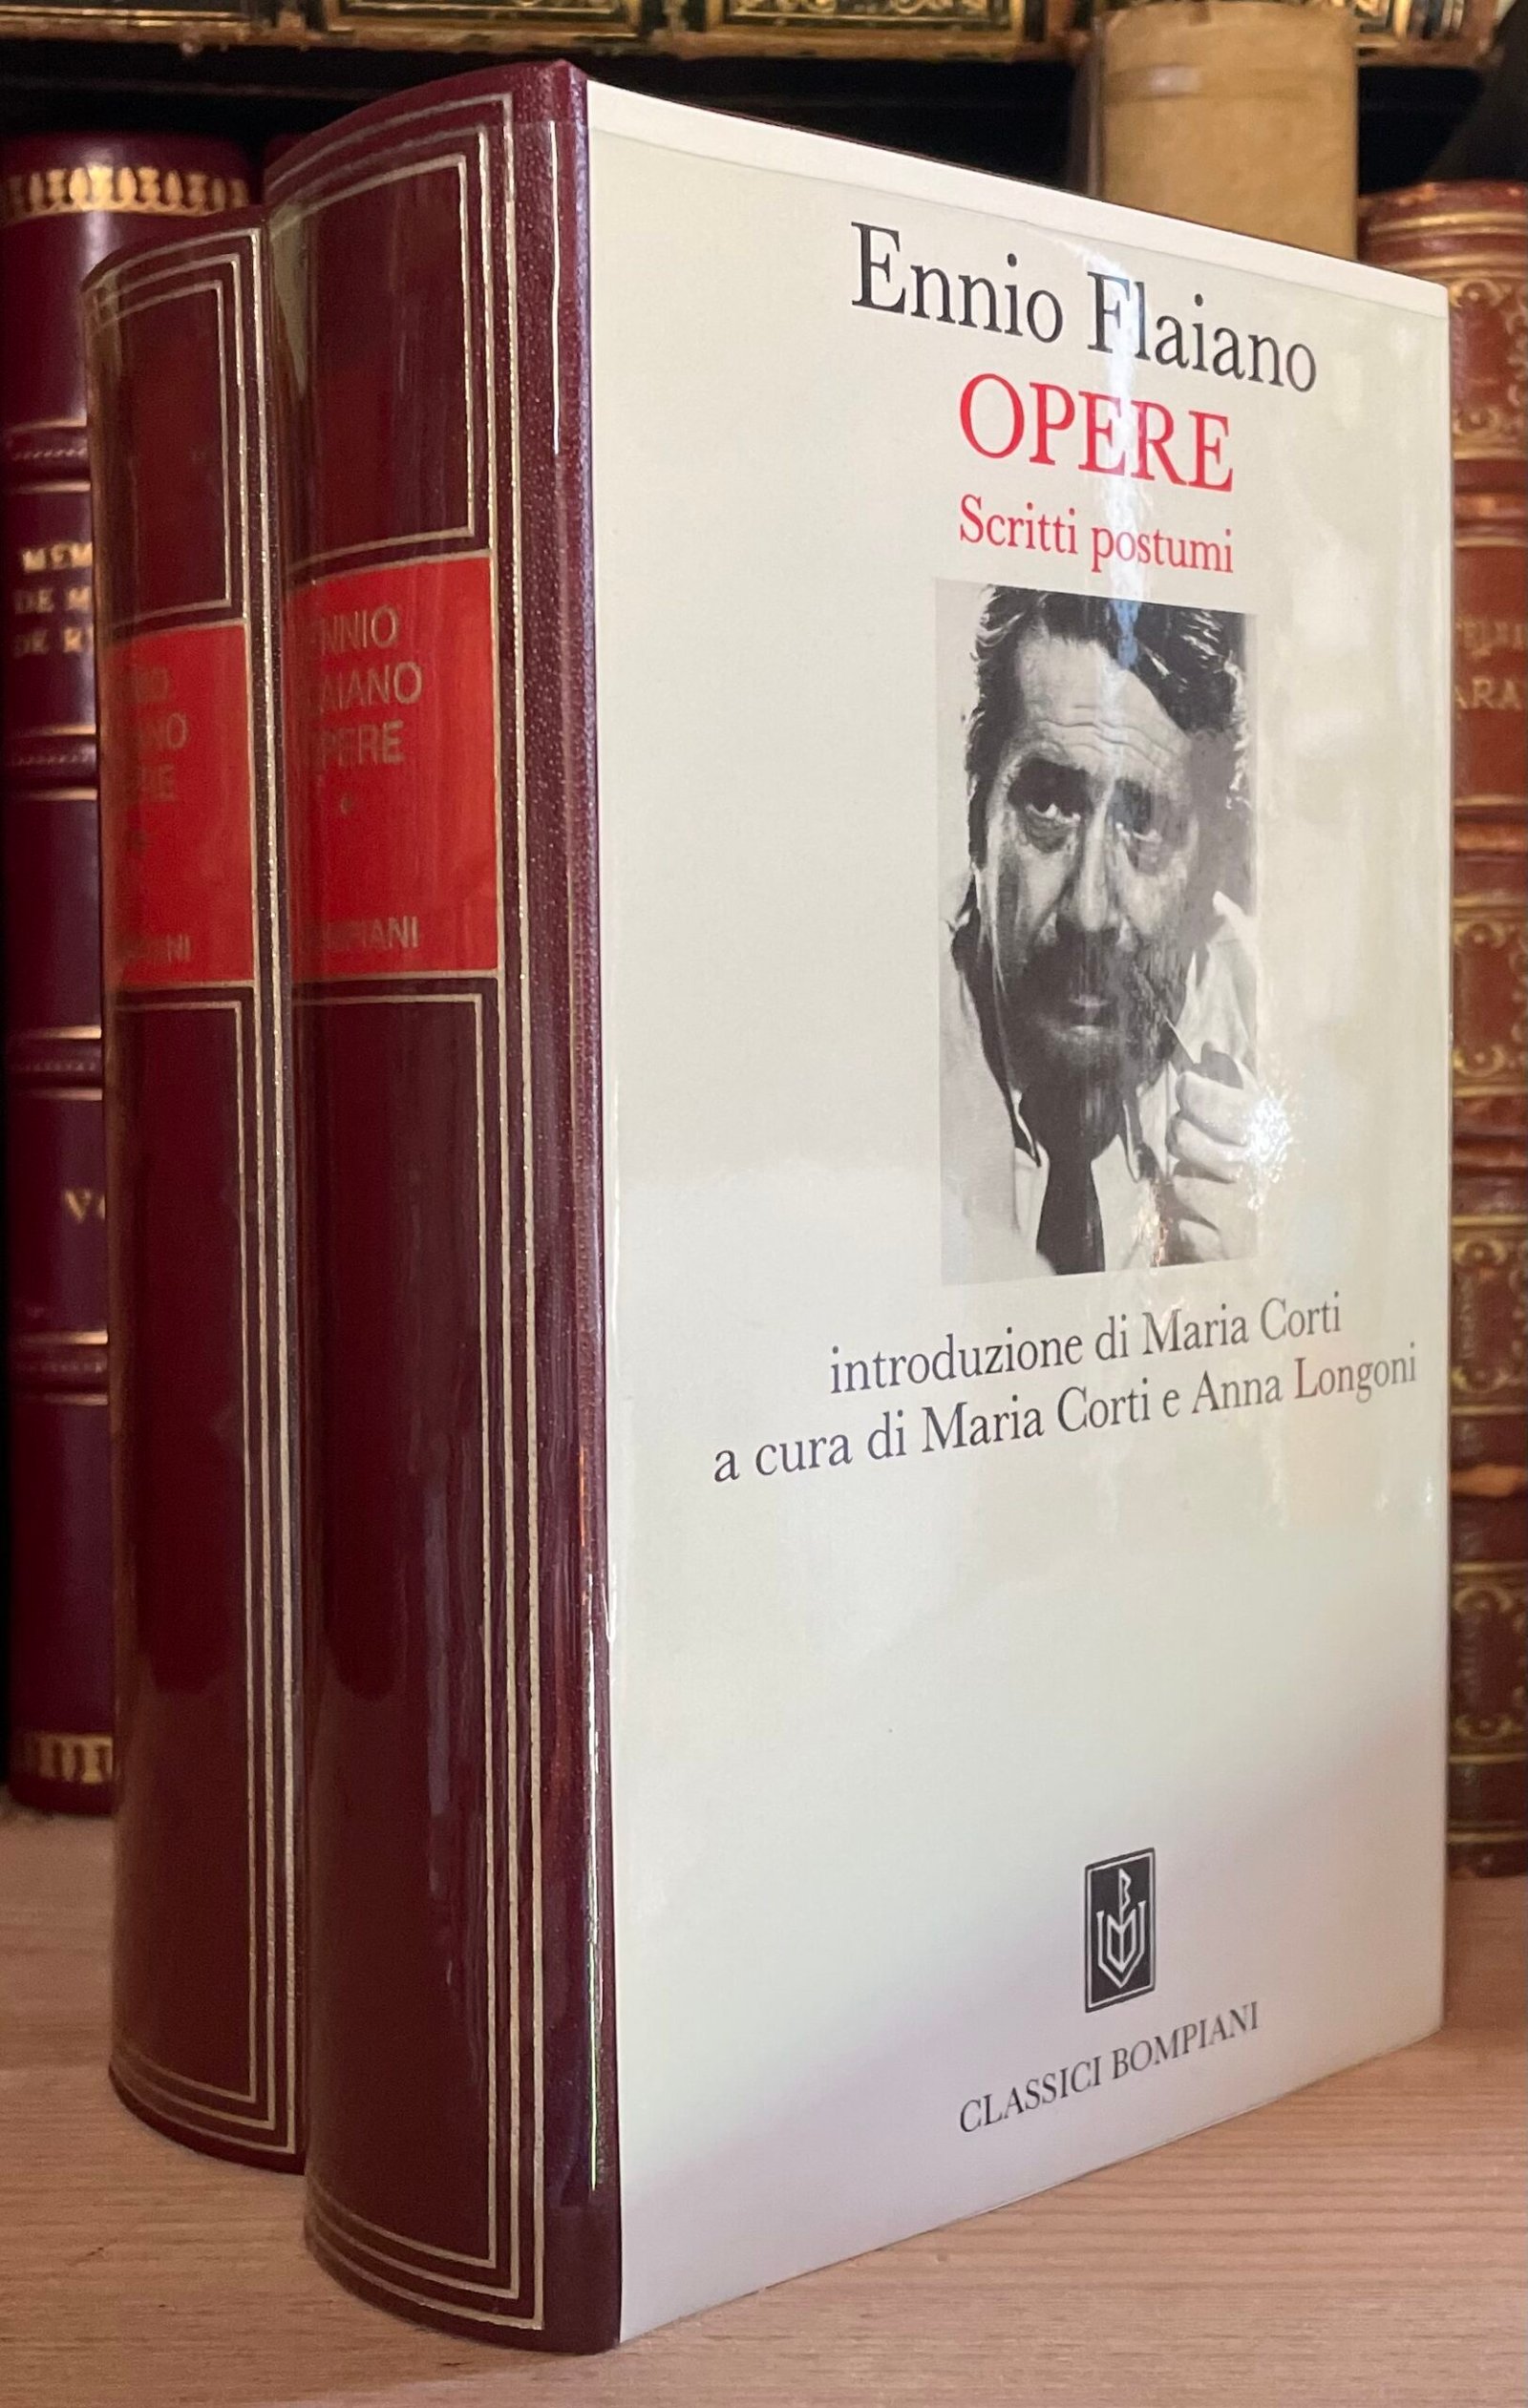 Ennio Flaiano
OPERE
Scritti postumi
introduzione di Maria Corti
a cura di Maria Corti e Anna Longoni
CLASSICI BOMPIANI
ENNIO
FLAIANO
OPERE
BOMPIANI
DE